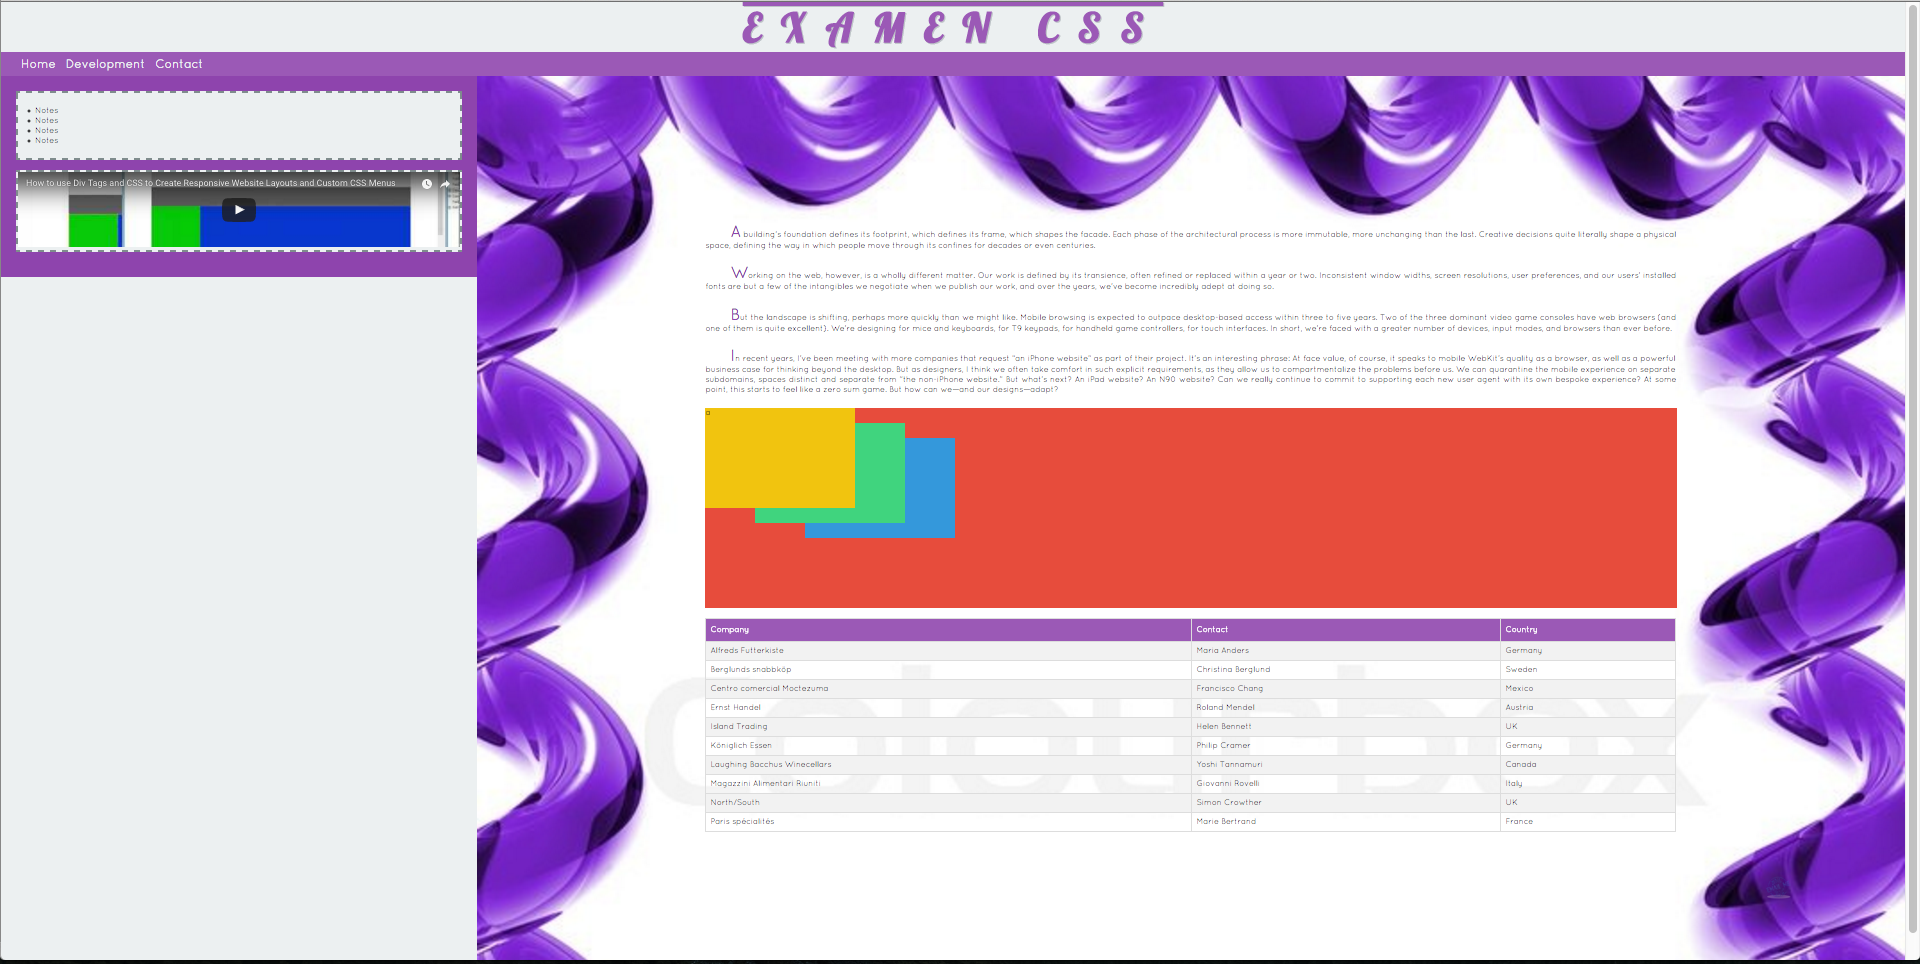 EXAMEN CSS
Home Development Contact
Notes
Notes
Notes
Notes
How to use Div Tags and CSS to Create Responsive Website Layouts and Custom CSS Menus
A building's foundation defines its footprint, which defines its frame, which shapes the facade. Each phase of the architectural process is more immutable, more unchanging than the last. Creative decisions quite literally shape a physical
space, defining the way in which people move through its confines for decades or even centuries.
Working on the web, however, is a wholly different matter. Our work is defined by its transience, often refined or replaced within a year or two. Inconsistent window widths, screen resolutions, user preferences, and our users' installed
fonts are but a few of the intangibles we negotiate when we publish our work, and over the years, we've become incredibly adept at doing so.
But the landscape is shifting, perhaps more quickly than we might like. Mobile browsing is expected to outpace desktop-based access within three to five years. Two of the three dominant video game consoles have web browsers (and
one of them is quite excellent). We're designing for mice and keyboards, for T9 keypads, for handheld game controllers, for touch interfaces. In short, we're faced with a greater number of devices, input modes, and browsers than ever before.
In recent years, I've been meeting with more companies that request "an iPhone website" as part of their project. It's an interesting phrase: At face value, of course, it speaks to mobile WebKit's quality as a browser, as well as a powerful
business case for thinking beyond the desktop. But as designers, I think we often take comfort in such explicit requirements, as they allow us to compartmentalize the problems before us. We can quarantine the mobile experience on separate
subdomains, spaces distinct and separate from "the non-iPhone website." But what's next? An iPad website? An N90 website? Can we really continue to commit to supporting each new user agent with its own bespoke experience? At some
point, this starts to feel like a zero sum game. But how can we—and our designs—adapt?
Company Contact Country
Alfreds Futterkiste Maria Anders Germany
Berglunds snabbköp Christina Berglund Sweden
Centro comercial Moctezuma Francisco Chang Mexico
Ernst Handel Roland Mendel Austria
Island Trading Helen Bennett UK
Königlich Essen Philip Cramer Germany
Laughing Bacchus Winecellars Yoshi Tannamuri Canada
Magazzini Alimentari Riuniti Giovanni Rovelli Italy
North/South Simon Crowther UK
Paris spécialités Marie Bertrand France
colourbox